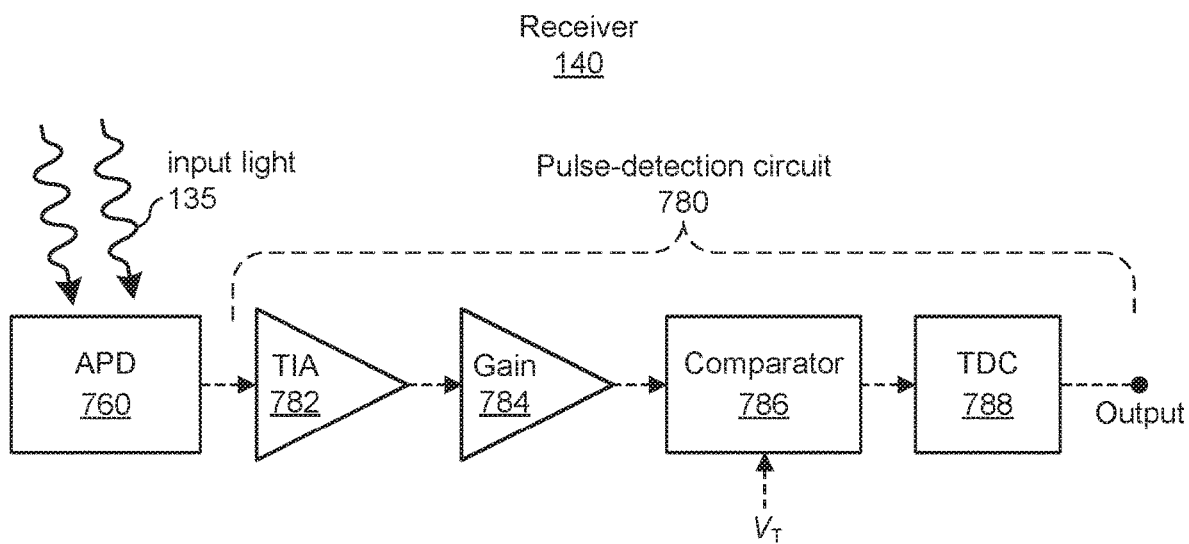 Receiver
140
input light
135
Pulse-detection circuit
780
APD
760
TIA
782
Gain
784
Comparator
786
TDC
788
Output
V_T